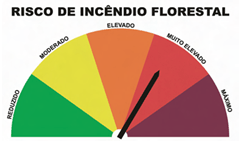 RISCO DE INCÊNDIO FLORESTAL
ELEVADO
MODERADO
MUITO ELEVADO
REDUZIDO
MÁXIMO